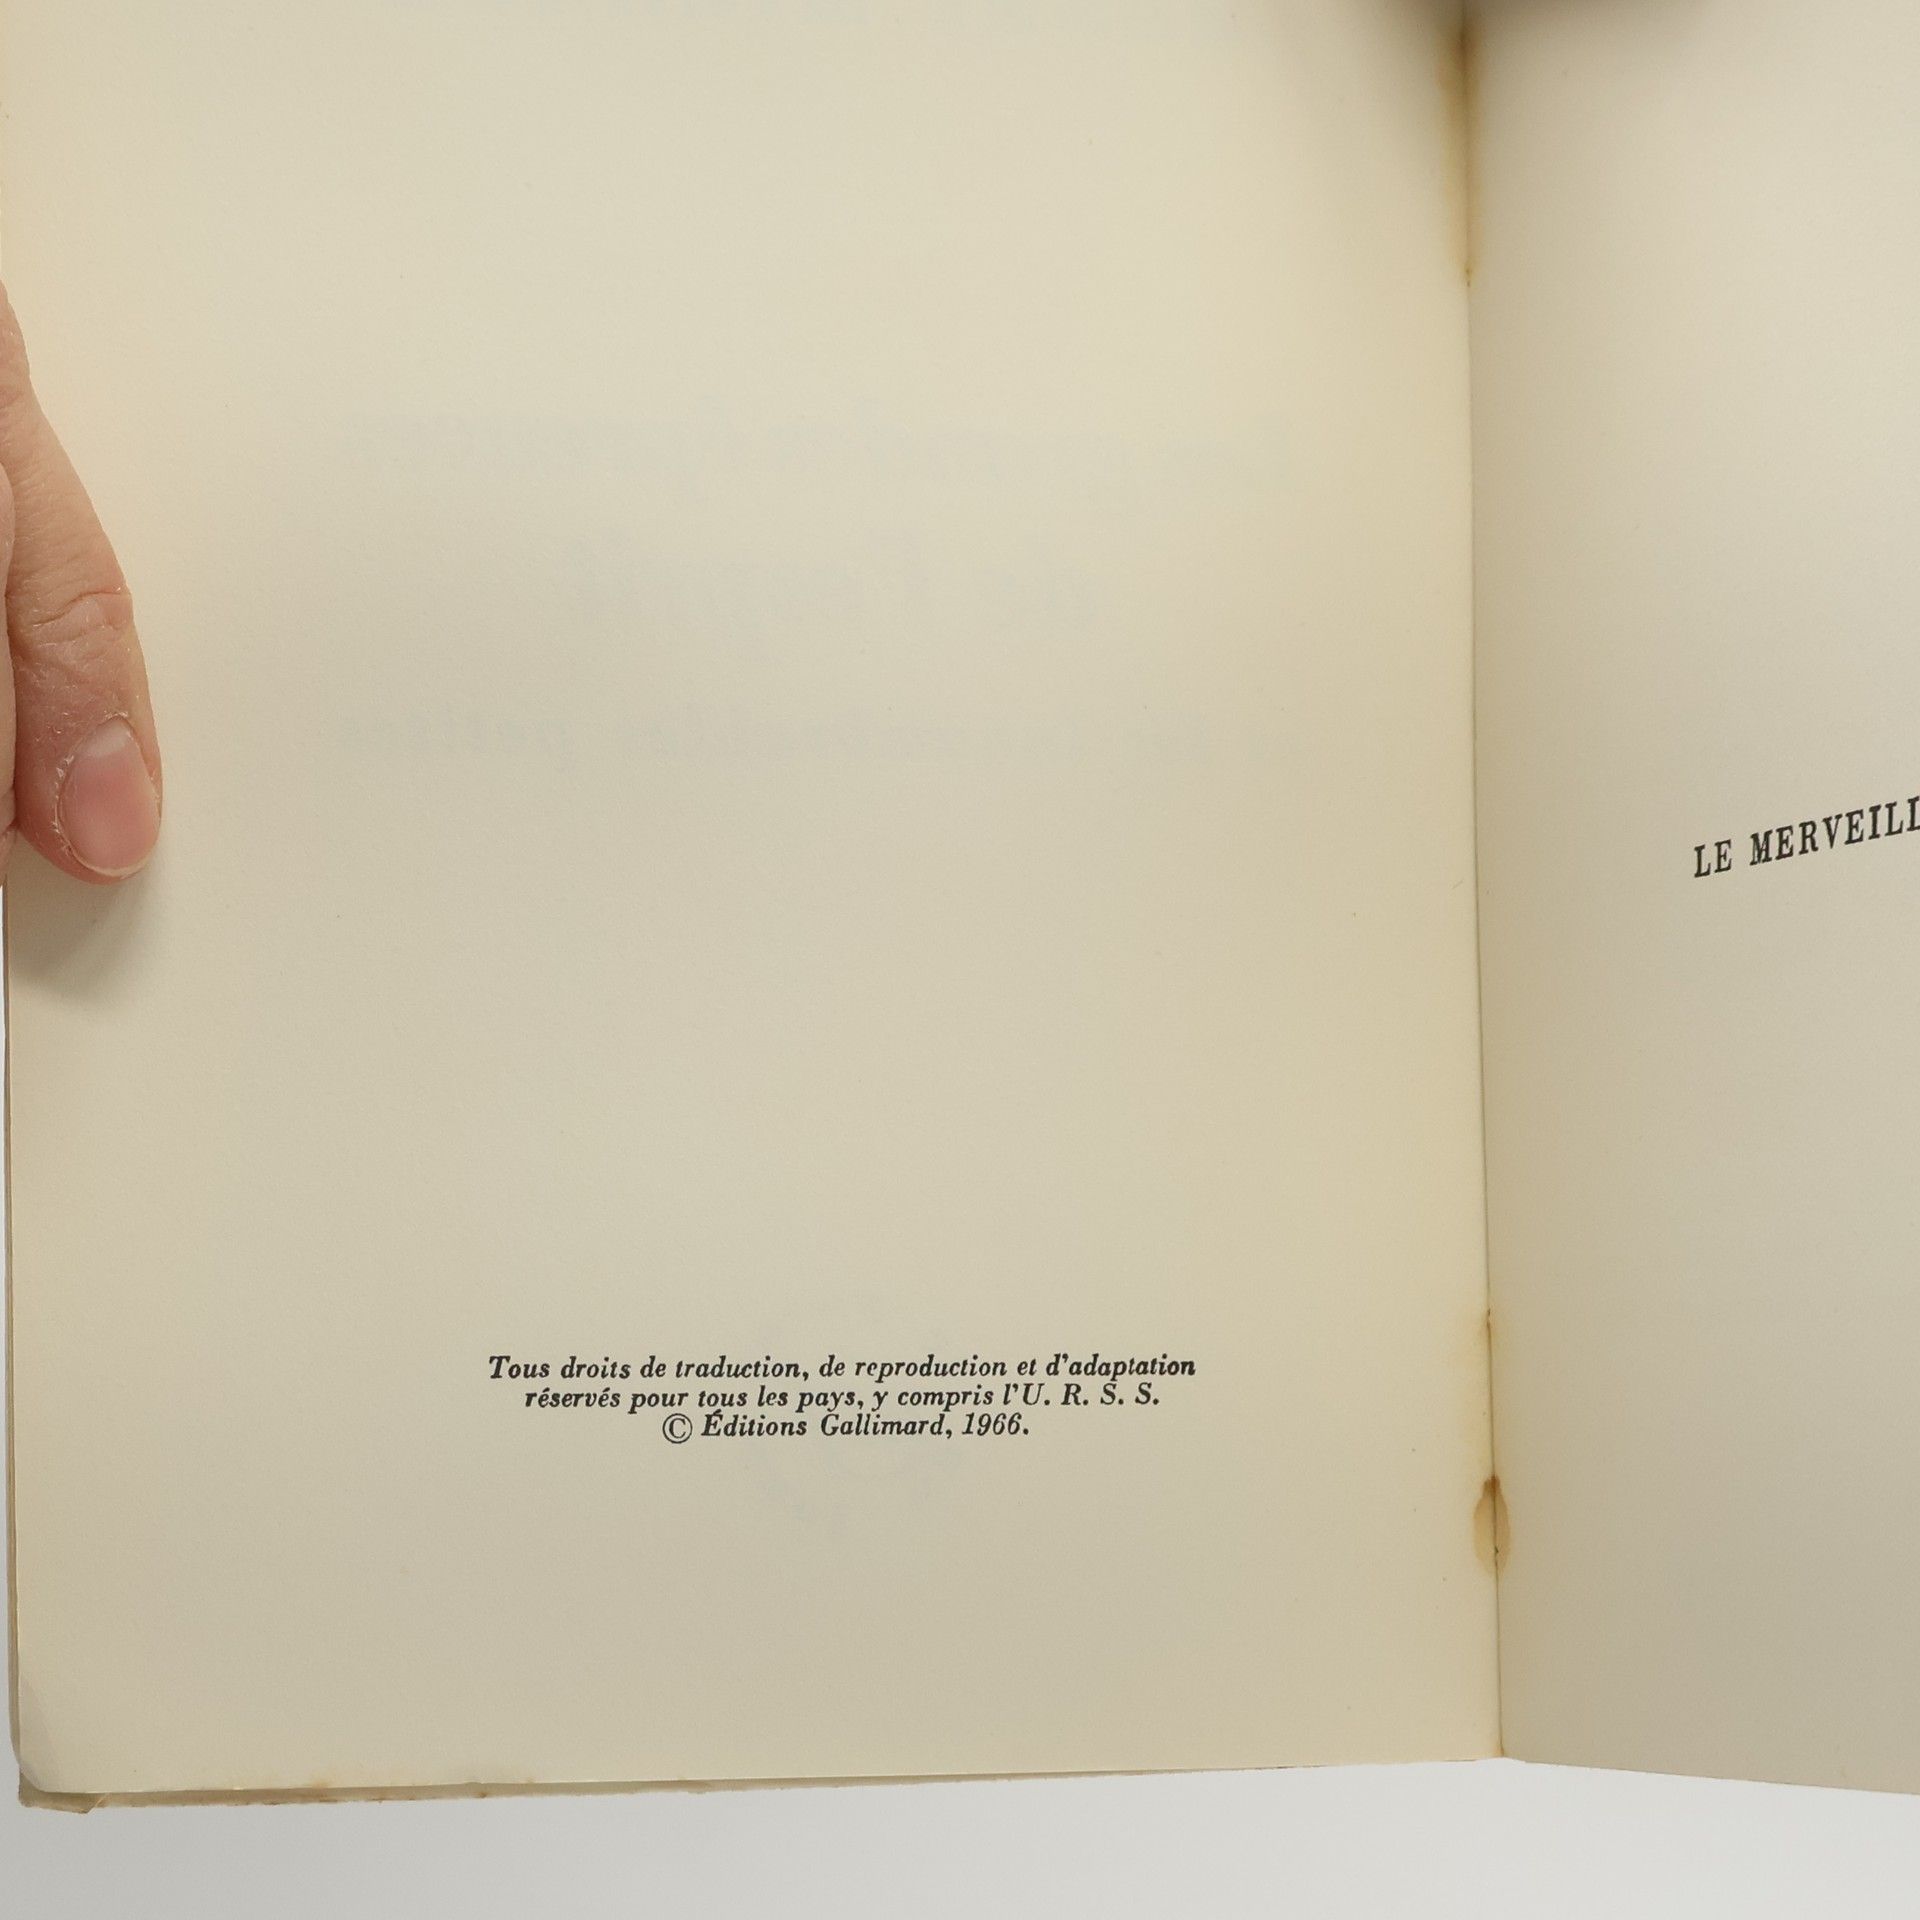 Tous droits de traduction, de reproduction et d'adaptation
réservés pour tous les pays, y compris l'U. R. S. S.
© Éditions Gallimard, 1966.
LE MERVEILL